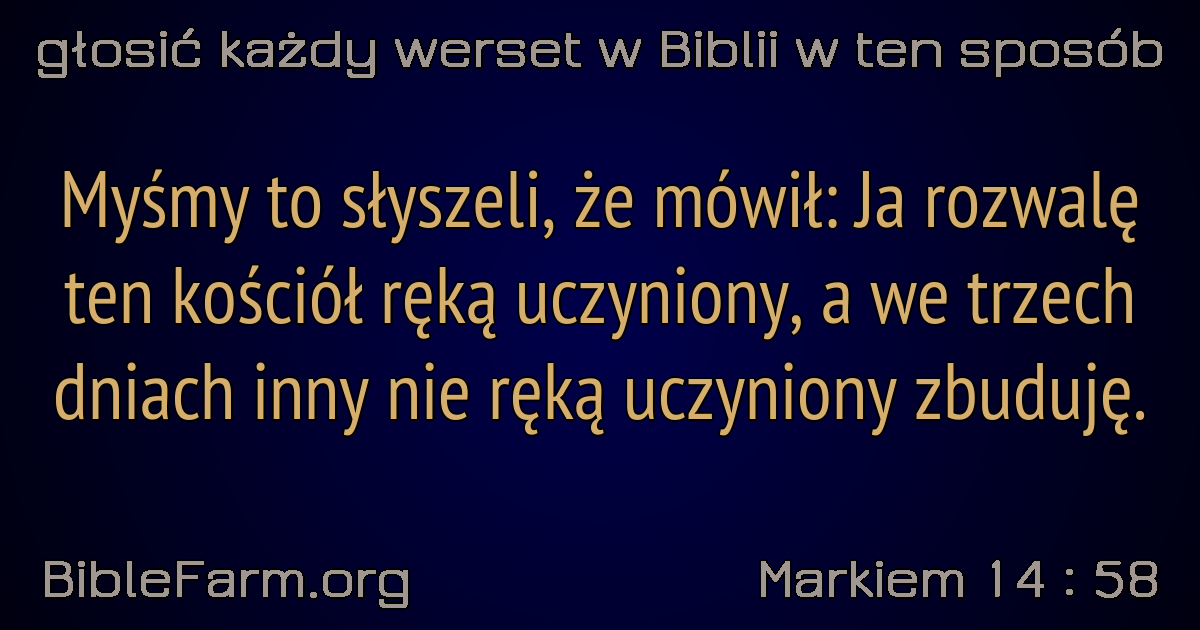 głosić każdy werset w Biblii w ten sposób
Myśmy to słyszeli, że mówił: Ja rozwalę
ten kościół ręką uczyniony, a we trzech
dniach inny nie ręką uczyniony zbuduję.
BibleFarm.org
Markiem 14 : 58